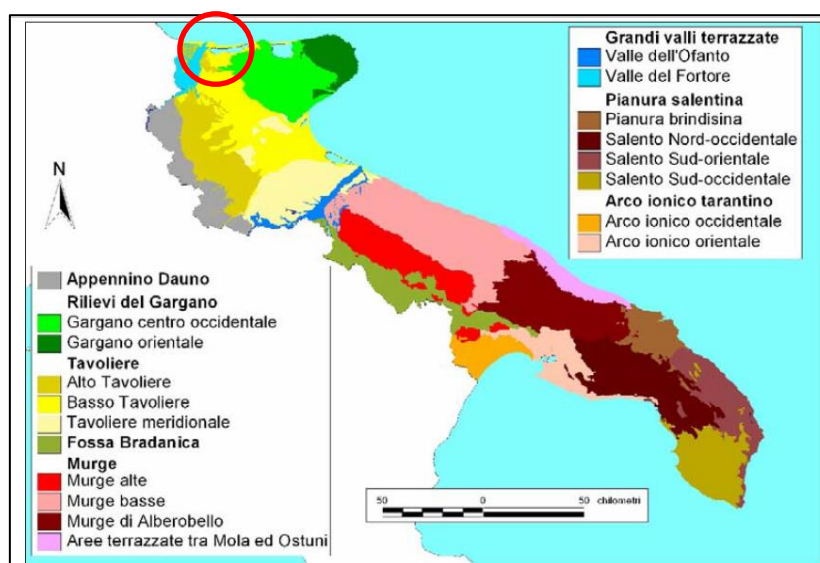 Grandi valli terrazzate
Valle dell'Ofanto
Valle del Fortore
Pianura salentina
Pianura brindisina
Salento Nord-occidentale
Salento Sud-orientale
Salento Sud-occidentale
Arco ionico tarantino
Arco ionico occidentale
Arco ionico orientale
N
Appennino Dauno
Rilievi del Gargano
Gargano centro occidentale
Gargano orientale
Tavoliere
Alto Tavoliere
Basso Tavoliere
Tavoliere meridionale
Fossa Bradanica
Murge
Murge alte
Murge basse
Murge di Alberobello
Aree terrazzate tra Mola ed Ostuni
50 0 50 chilometri